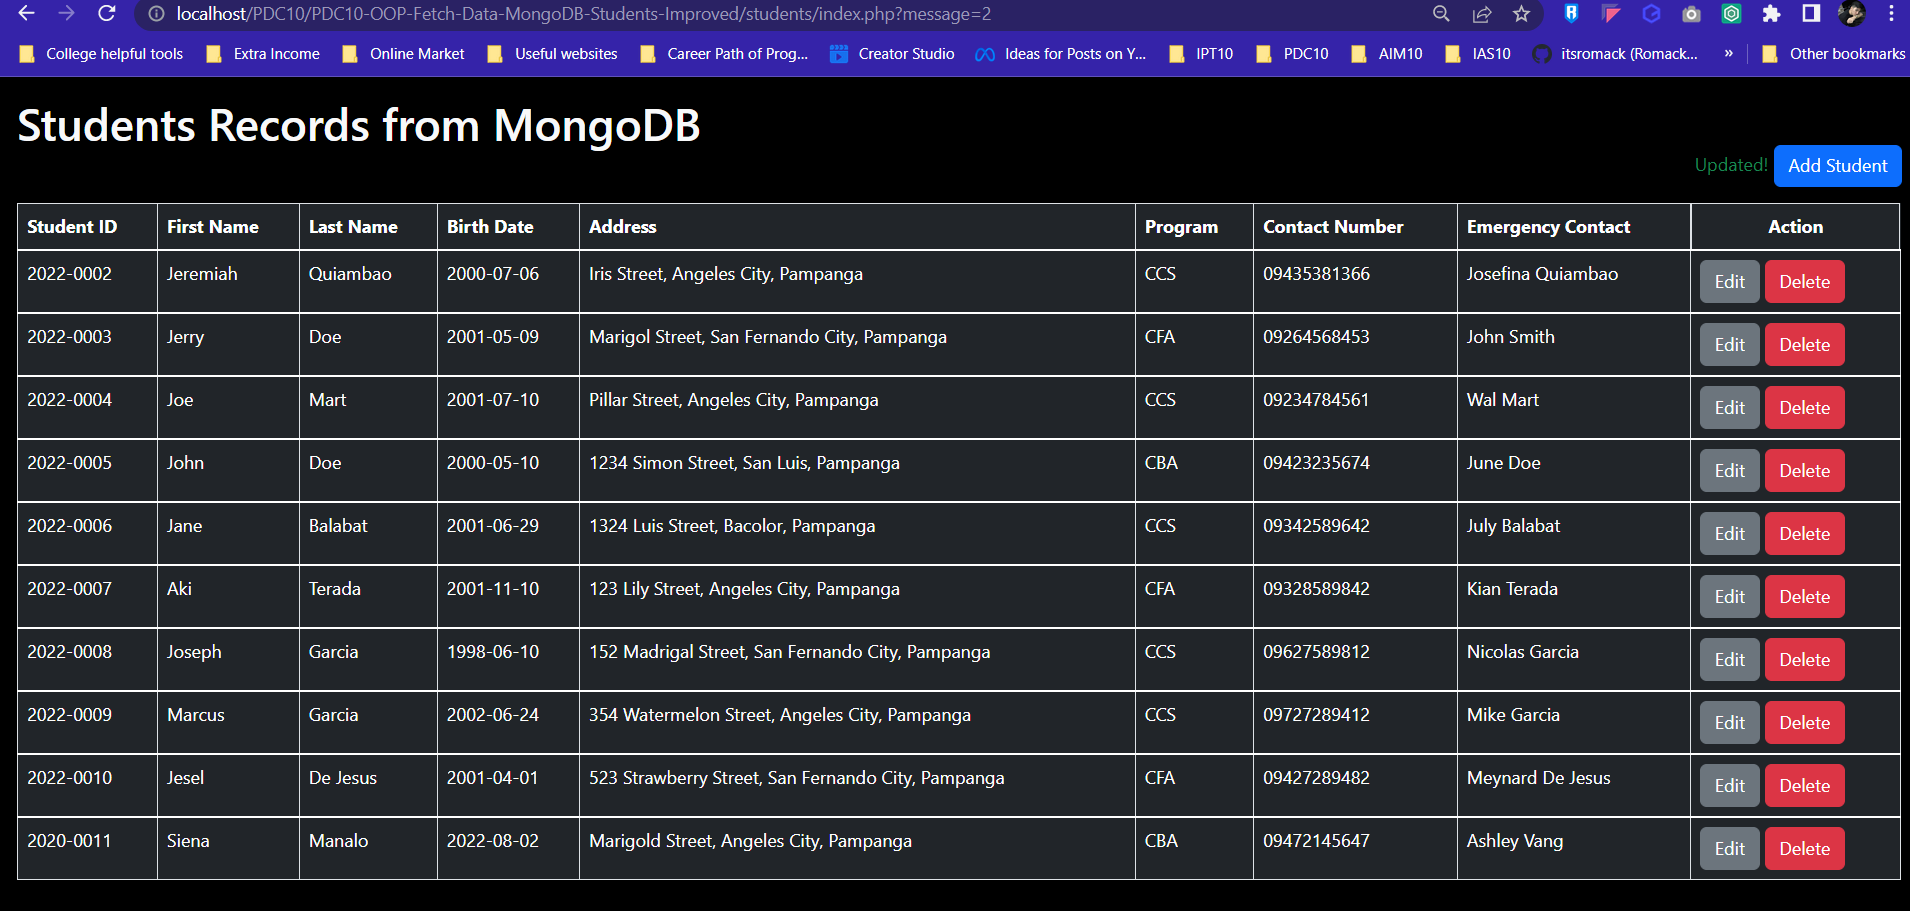 localhost/PDC10/PDC10-OOP-Fetch-Data-MongoDB-Students-Improved/students/index.php?message=2
College helpful tools Extra Income Online Market Useful websites Career Path of Prog... Creator Studio Ideas for Posts on Y... IPT10 PDC10 AIM10 IAS10 itsromack (Romack... » Other bookmarks
Students Records from MongoDB
Updated! Add Student
Student ID First Name Last Name Birth Date Address Program Contact Number Emergency Contact Action
2022-0002 Jeremiah Quiambao 2000-07-06 Iris Street, Angeles City, Pampanga CCS 09435381366 Josefina Quiambao Edit Delete
2022-0003 Jerry Doe 2001-05-09 Marigol Street, San Fernando City, Pampanga CFA 09264568453 John Smith Edit Delete
2022-0004 Joe Mart 2001-07-10 Pillar Street, Angeles City, Pampanga CCS 09234784561 Wal Mart Edit Delete
2022-0005 John Doe 2000-05-10 1234 Simon Street, San Luis, Pampanga CBA 09423235674 June Doe Edit Delete
2022-0006 Jane Balabat 2001-06-29 1324 Luis Street, Bacolor, Pampanga CCS 09342589642 July Balabat Edit Delete
2022-0007 Aki Terada 2001-11-10 123 Lily Street, Angeles City, Pampanga CFA 09328589842 Kian Terada Edit Delete
2022-0008 Joseph Garcia 1998-06-10 152 Madrigal Street, San Fernando City, Pampanga CCS 09627589812 Nicolas Garcia Edit Delete
2022-0009 Marcus Garcia 2002-06-24 354 Watermelon Street, Angeles City, Pampanga CCS 09727289412 Mike Garcia Edit Delete
2022-0010 Jesel De Jesus 2001-04-01 523 Strawberry Street, San Fernando City, Pampanga CFA 09427289482 Meynard De Jesus Edit Delete
2020-0011 Siena Manalo 2022-08-02 Marigold Street, Angeles City, Pampanga CBA 09472145647 Ashley Vang Edit Delete